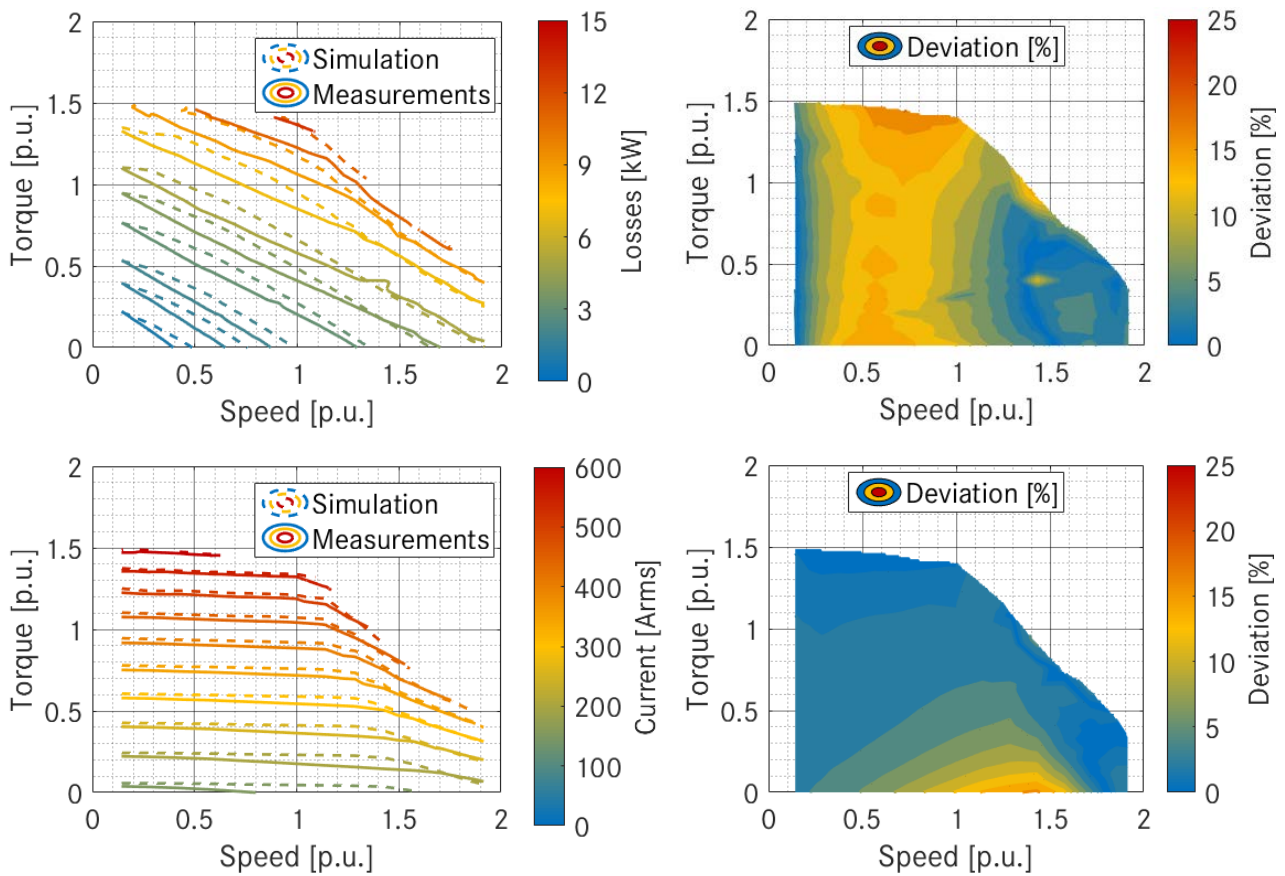 2
1.5
1
0.5
0
Torque [p.u.]
Simulation
Measurements
0 0.5 1 1.5 2
Speed [p.u.]
15
12
9
6
3
0
Losses [kW]
2
1.5
1
0.5
0
Torque [p.u.]
Deviation [%]
0 0.5 1 1.5 2
Speed [p.u.]
25
20
15
10
5
0
Deviation [%]
2
1.5
1
0.5
0
Torque [p.u.]
Simulation
Measurements
0 0.5 1 1.5 2
Speed [p.u.]
600
500
400
300
200
100
0
Current [Arms]
2
1.5
1
0.5
0
Torque [p.u.]
Deviation [%]
0 0.5 1 1.5 2
Speed [p.u.]
25
20
15
10
5
0
Deviation [%]